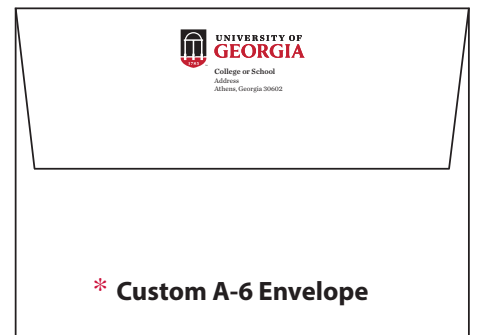 UNIVERSITY OF
GEORGIA
1785
College or School
Address
Athens, Georgia 30602
* Custom A-6 Envelope